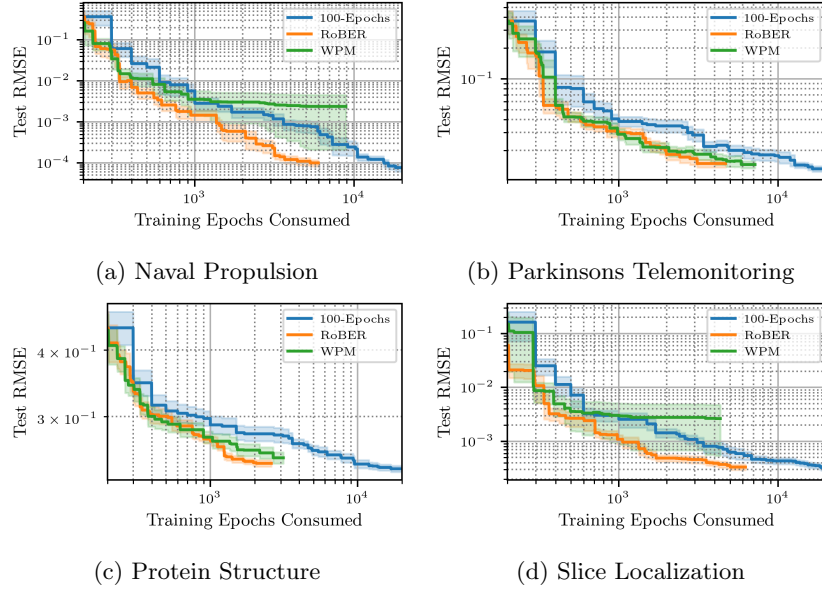 10⁻¹
10⁻²
10⁻³
10⁻⁴
Test RMSE
100-Epochs
RoBER
WPM
10³
10⁴
Training Epochs Consumed
(a) Naval Propulsion
10⁻¹
Test RMSE
100-Epochs
RoBER
WPM
10³
10⁴
Training Epochs Consumed
(b) Parkinsons Telemonitoring
4 × 10⁻¹
3 × 10⁻¹
Test RMSE
100-Epochs
RoBER
WPM
10³
10⁴
Training Epochs Consumed
(c) Protein Structure
10⁻¹
10⁻²
10⁻³
Test RMSE
100-Epochs
RoBER
WPM
10³
10⁴
Training Epochs Consumed
(d) Slice Localization